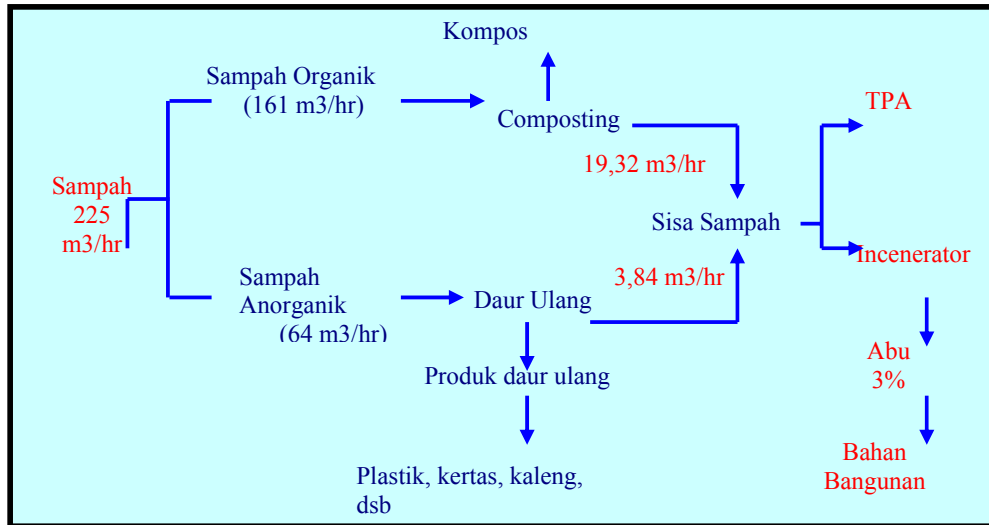 Kompos
Sampah Organik
(161 m3/hr)
Composting
TPA
19,32 m3/hr
Sampah
225
m3/hr
Sisa Sampah
Incenerator
Sampah
Anorganik
(64 m3/hr)
Daur Ulang
3,84 m3/hr
Produk daur ulang
Abu
3%
Plastik, kertas, kaleng,
dsb
Bahan
Bangunan